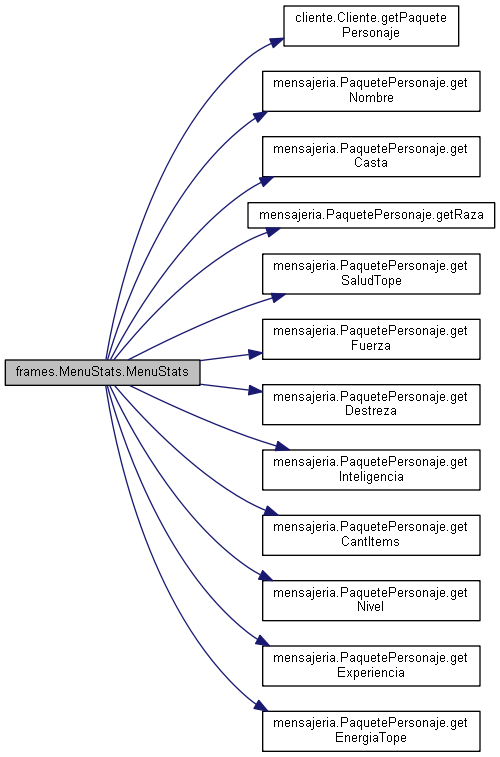 cliente.Cliente.getPaquete
Personaje
mensajeria.PaquetePersonaje.get
Nombre
mensajeria.PaquetePersonaje.get
Casta
mensajeria.PaquetePersonaje.getRaza
mensajeria.PaquetePersonaje.get
SaludTope
mensajeria.PaquetePersonaje.get
Fuerza
frames.MenuStats.MenuStats
mensajeria.PaquetePersonaje.get
Destreza
mensajeria.PaquetePersonaje.get
Inteligencia
mensajeria.PaquetePersonaje.get
CantItems
mensajeria.PaquetePersonaje.get
Nivel
mensajeria.PaquetePersonaje.get
Experiencia
mensajeria.PaquetePersonaje.get
EnergiaTope